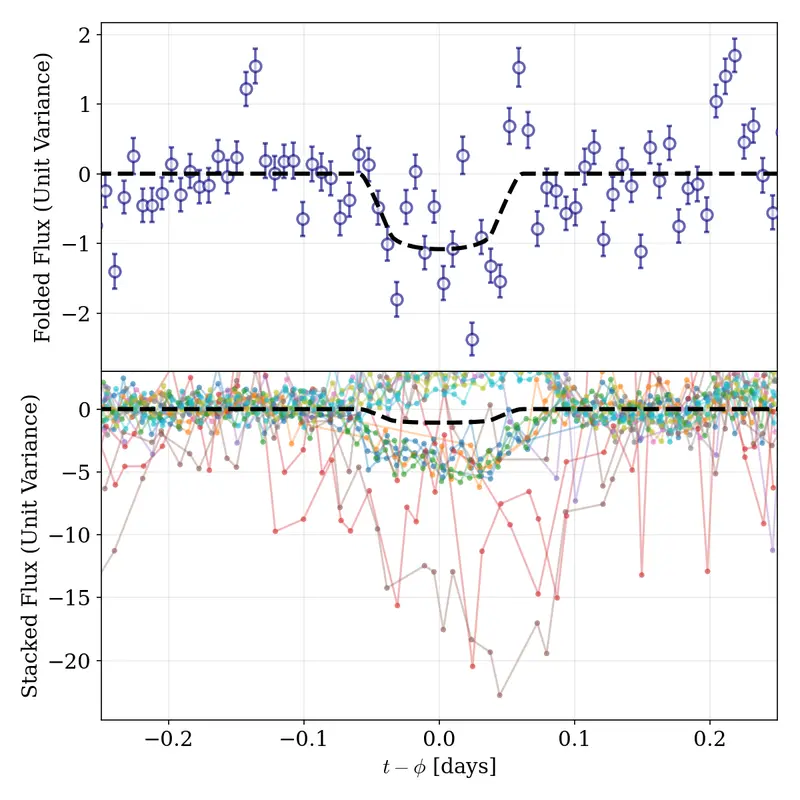 Folded Flux (Unit Variance)
2
1
0
−1
−2
Stacked Flux (Unit Variance)
0
−5
−10
−15
−20
−0.2 −0.1 0.0 0.1 0.2
t − ϕ [days]